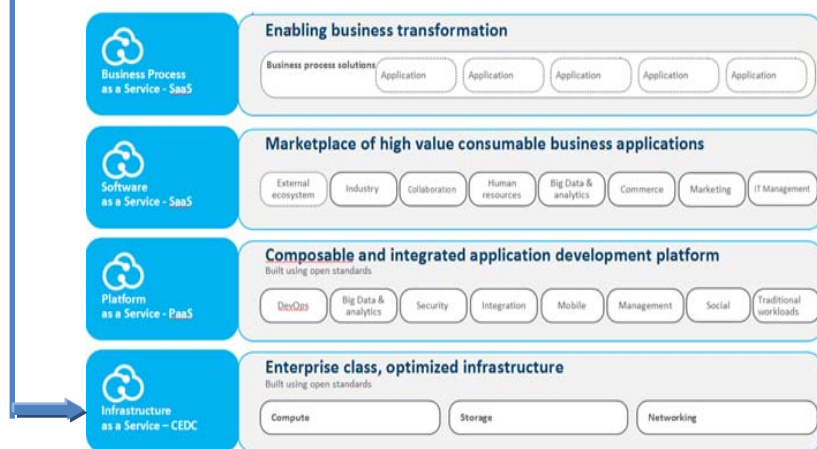 Business Process
as a Service - SaaS
Enabling business transformation
Business process solutions
Application
Application
Application
Application
Application
Software
as a Service - SaaS
Marketplace of high value consumable business applications
External
ecosystem
Industry
Collaboration
Human
resources
Big Data &
analytics
Commerce
Marketing
IT Management
Platform
as a Service - PaaS
Composable and integrated application development platform
Built using open standards
DevOps
Big Data &
analytics
Security
Integration
Mobile
Management
Social
Traditional
workloads
Infrastructure
as a Service – CEDC
Enterprise class, optimized infrastructure
Built using open standards
Compute
Storage
Networking